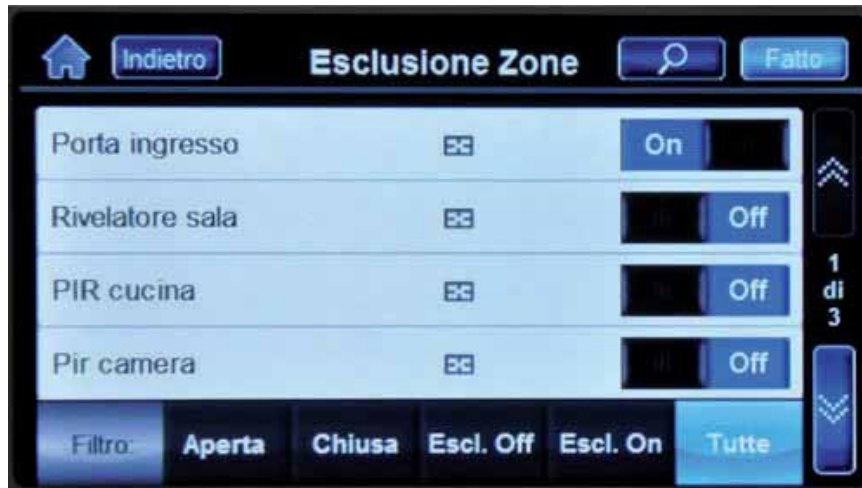 Indietro Esclusione Zone Fatto
Porta ingresso On
Rivelatore sala Off
PIR cucina Off
Pir camera Off
1
di
3
Filtro: Aperta Chiusa Escl. Off Escl. On Tutte